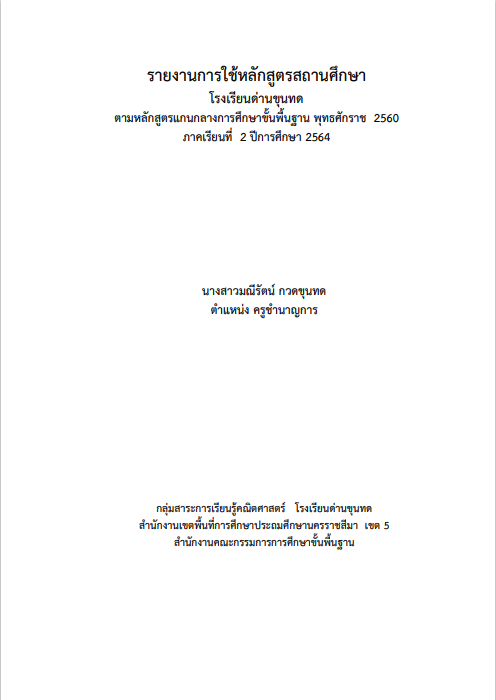 รายงานการใช้หลักสูตรสถานศึกษา
โรงเรียนด่านขุนทด
ตามหลักสูตรแกนกลางการศึกษาขั้นพื้นฐาน พุทธศักราช 2560
ภาคเรียนที่ 2 ปีการศึกษา 2564
นางสาวมณีรัตน์ กวดขุนทด
ตำแหน่ง ครูชำนาญการ
กลุ่มสาระการเรียนรู้คณิตศาสตร์ โรงเรียนด่านขุนทด
สำนักงานเขตพื้นที่การศึกษาประถมศึกษานครราชสีมา เขต 5
สำนักงานคณะกรรมการการศึกษาขั้นพื้นฐาน